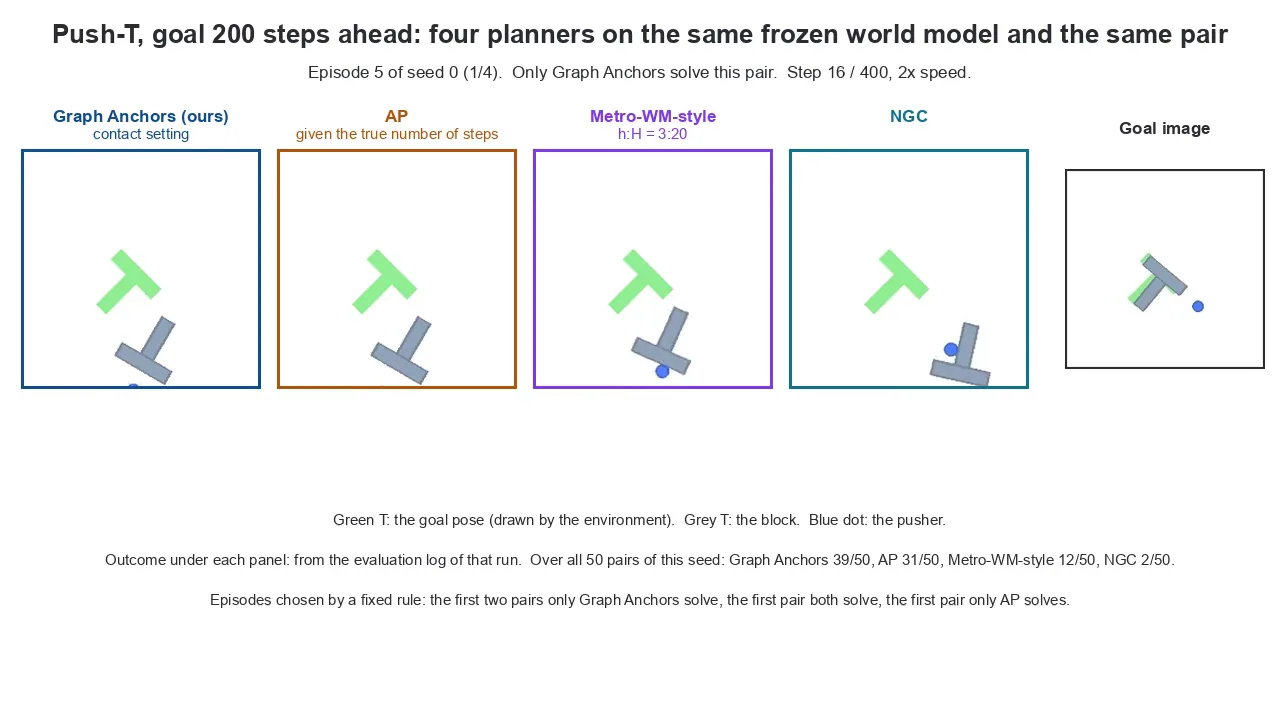 Push-T, goal 200 steps ahead: four planners on the same frozen world model and the same pair
Episode 5 of seed 0 (1/4).  Only Graph Anchors solve this pair.  Step 16 / 400, 2x speed.
Graph Anchors (ours)
contact setting
AP
given the true number of steps
Metro-WM-style
h:H = 3:20
NGC
Goal image
Green T: the goal pose (drawn by the environment).  Grey T: the block.  Blue dot: the pusher.
Outcome under each panel: from the evaluation log of that run.  Over all 50 pairs of this seed: Graph Anchors 39/50, AP 31/50, Metro-WM-style 12/50, NGC 2/50.
Episodes chosen by a fixed rule: the first two pairs only Graph Anchors solve, the first pair both solve, the first pair only AP solves.